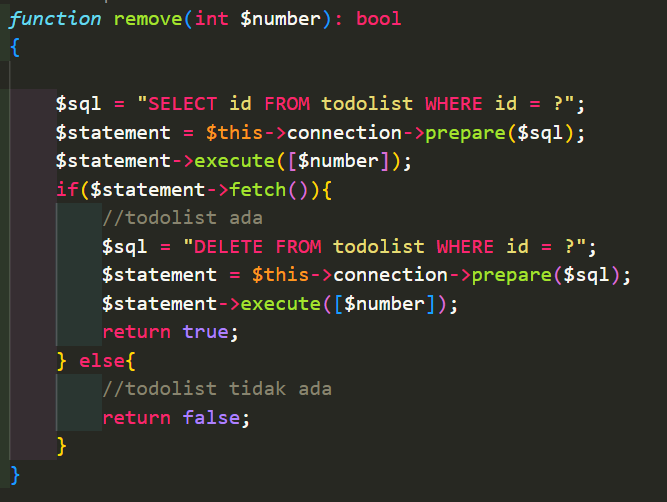 function remove(int $number): bool
{
$sql = "SELECT id FROM todolist WHERE id = ?";
$statement = $this->connection->prepare($sql);
$statement->execute([$number]);
if($statement->fetch()){
//todolist ada
$sql = "DELETE FROM todolist WHERE id = ?";
$statement = $this->connection->prepare($sql);
$statement->execute([$number]);
return true;
} else{
//todolist tidak ada
return false;
}
}